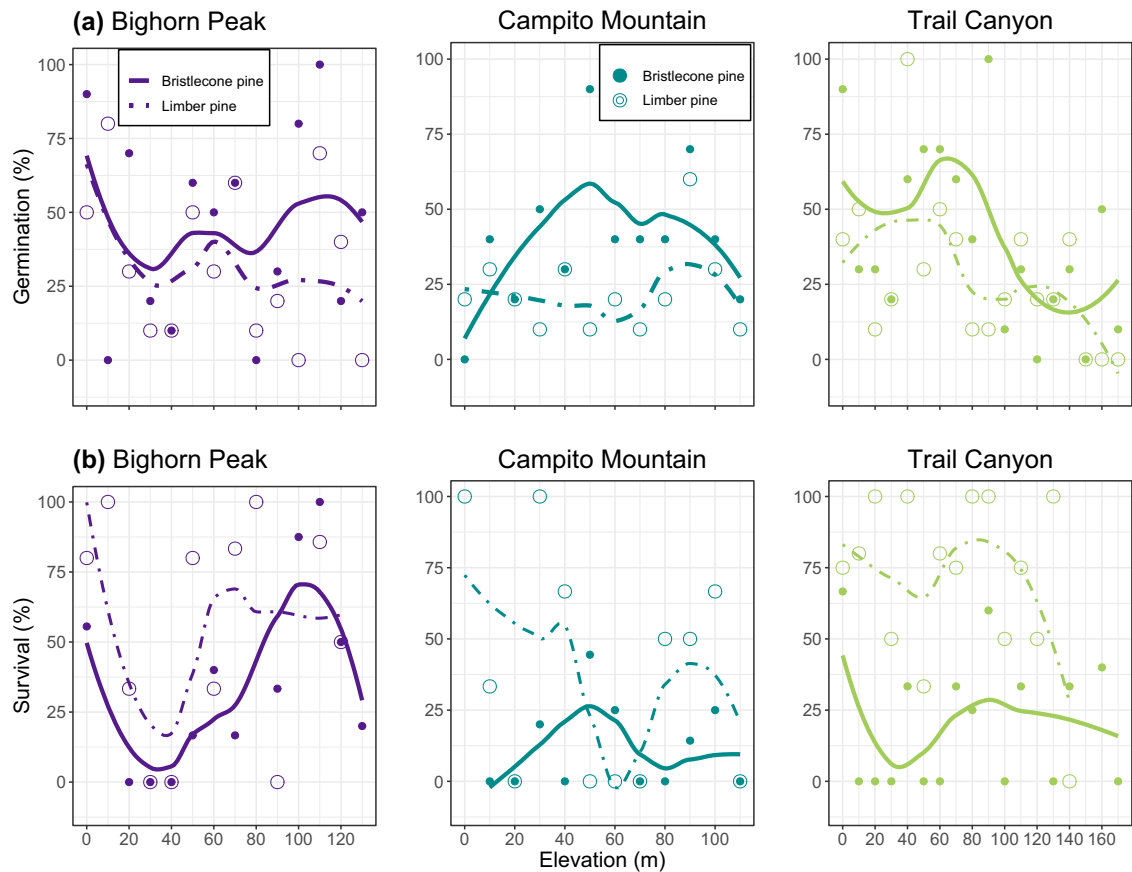 (a) Bighorn Peak
Campito Mountain
Trail Canyon
Germination (%)
100
75
50
25
0
Bristlecone pine
Limber pine
100
75
50
25
0
Bristlecone pine
Limber pine
100
75
50
25
0
(b) Bighorn Peak
Campito Mountain
Trail Canyon
Survival (%)
100
75
50
25
0
0 20 40 60 80 100 120
100
75
50
25
0
0 20 40 60 80 100
100
75
50
25
0
0 20 40 60 80 100 120 140 160
Elevation (m)